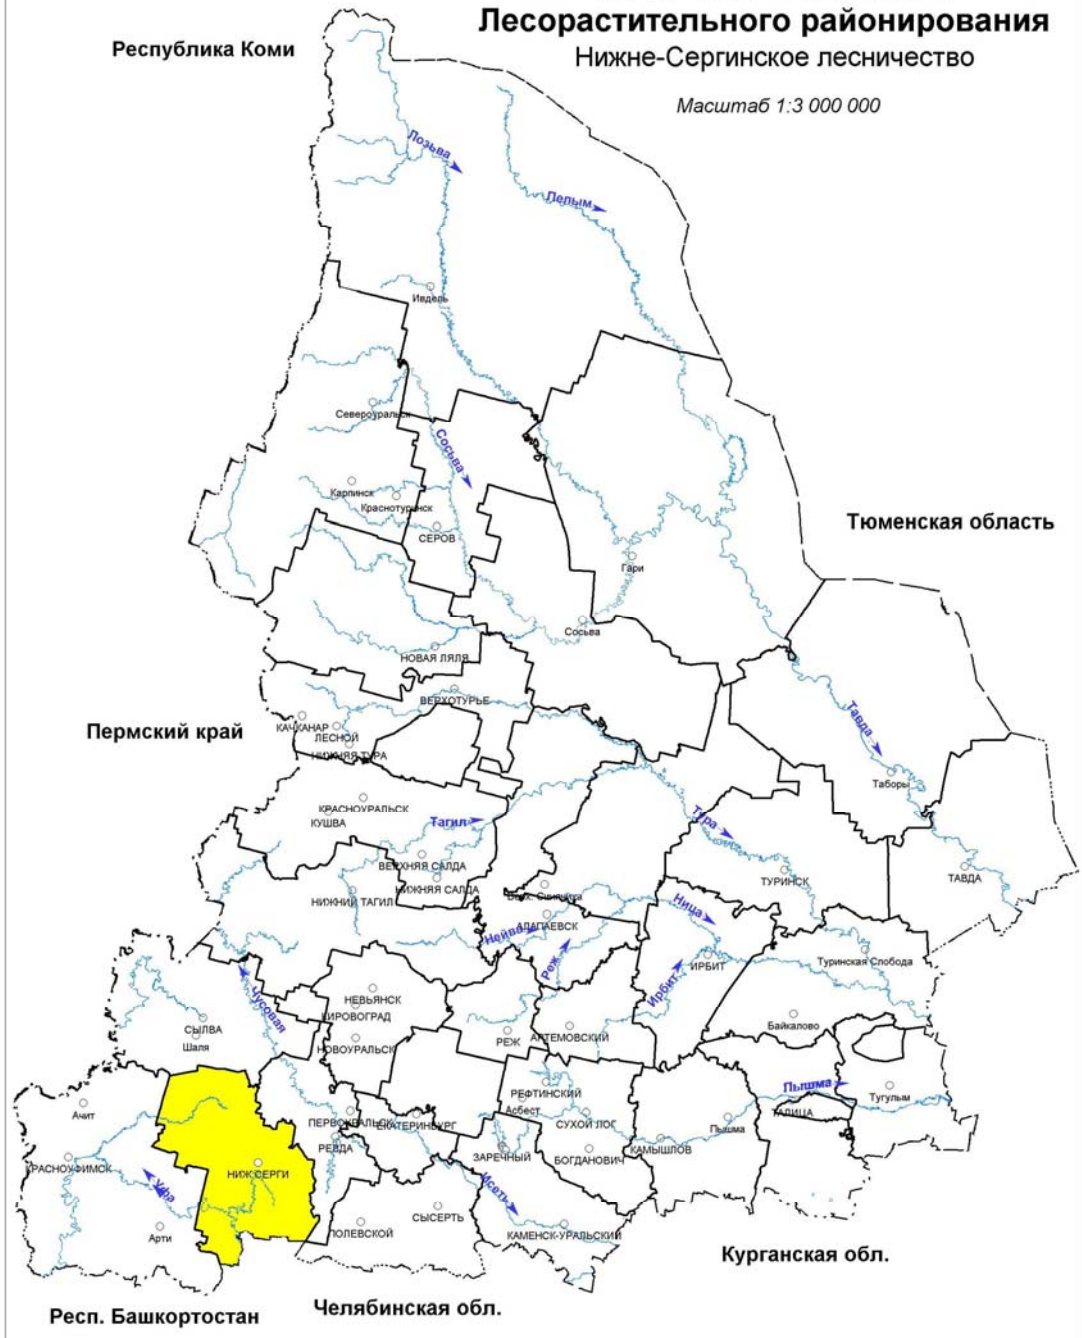 Лесорастительного районирования
Нижне-Сергинское лесничество
Масштаб 1:3 000 000
Республика Коми
Лозьва
Пелым
Ивдель
Североуральск
Сосьва
Карпинск
Краснотурьинск
СЕРОВ
Тюменская область
Гари
Сосьва
НОВАЯ ЛЯЛЯ
ВЕРХОТУРЬЕ
Пермский край
КАЧКАНАР
ЛЕСНОЙ
НИЖНЯЯ ТУРА
Тавда
Таборы
КРАСНОУРАЛЬСК
КУШВА
Тагил
Тура
ВЕРХНЯЯ САЛДА
НИЖНЯЯ САЛДА
НИЖНИЙ ТАГИЛ
ТУРИНСК
ТАВДА
Верх. Синячиха
АЛАПАЕВСК
Ница
Нейва
Реж
ИРБИТ
Ирбит
Туринская Слобода
Чусовая
НЕВЬЯНСК
КИРОВОГРАД
СЫЛВА
Шаля
НОВОУРАЛЬСК
РЕЖ
АРТЕМОВСКИЙ
Байкалово
РЕФТИНСКИЙ
Асбест
Пышма
Тугулым
ТАЛИЦА
Ачит
ПЕРВОУРАЛЬСК
ЕКАТЕРИНБУРГ
СУХОЙ ЛОГ
Пышма
РЕВДА
ЗАРЕЧНЫЙ
БОГДАНОВИЧ
КАМЫШЛОВ
КРАСНОУФИМСК
НИЖ.СЕРГИ
Уфа
Исеть
Арти
ПОЛЕВСКОЙ
СЫСЕРТЬ
КАМЕНСК-УРАЛЬСКИЙ
Курганская обл.
Респ. Башкортостан
Челябинская обл.